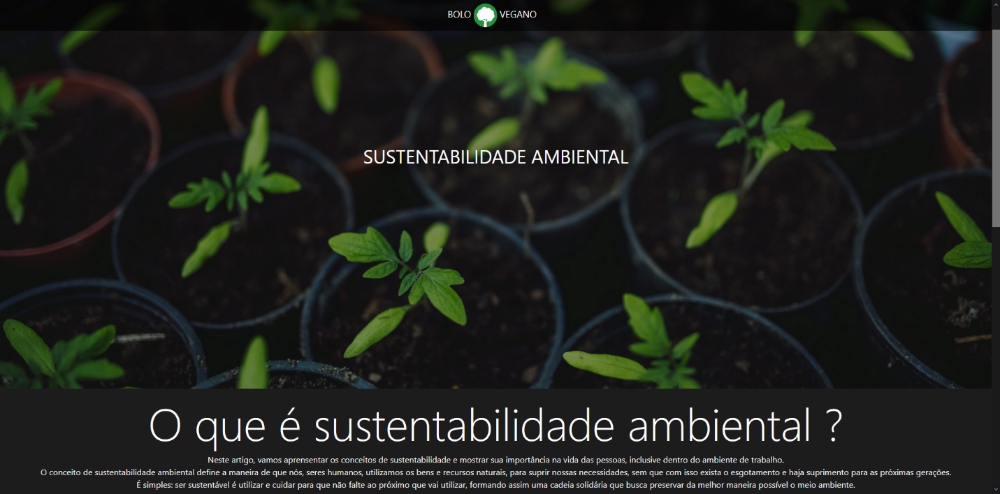 BOLO VEGANO
SUSTENTABILIDADE AMBIENTAL
O que é sustentabilidade ambiental ?
Neste artigo, vamos aprensentar os conceitos de sustentabilidade e mostrar sua importância na vida das pessoas, inclusive dentro do ambiente de trabalho.
O conceito de sustentabilidade ambiental define a maneira de que nós, seres humanos, utilizamos os bens e recursos naturais, para suprir nossas necessidades, sem que com isso exista o esgotamento e haja suprimento para as próximas gerações.
É simples: ser sustentável é utilizar e cuidar para que não falte ao próximo que vai utilizar, formando assim uma cadeia solidária que busca preservar da melhor maneira possível o meio ambiente.